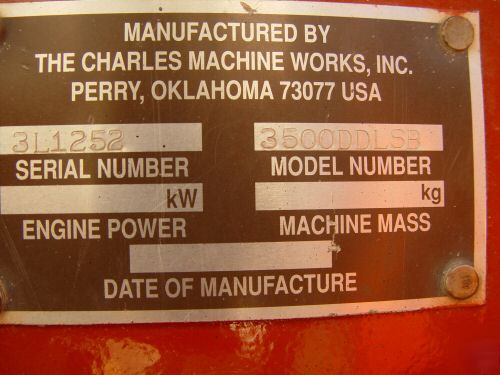 MANUFACTURED BY
THE CHARLES MACHINE WORKS, INC.
PERRY, OKLAHOMA 73077 USA
3L1252 3500DDLSB
SERIAL NUMBER MODEL NUMBER
kW kg
ENGINE POWER MACHINE MASS
DATE OF MANUFACTURE